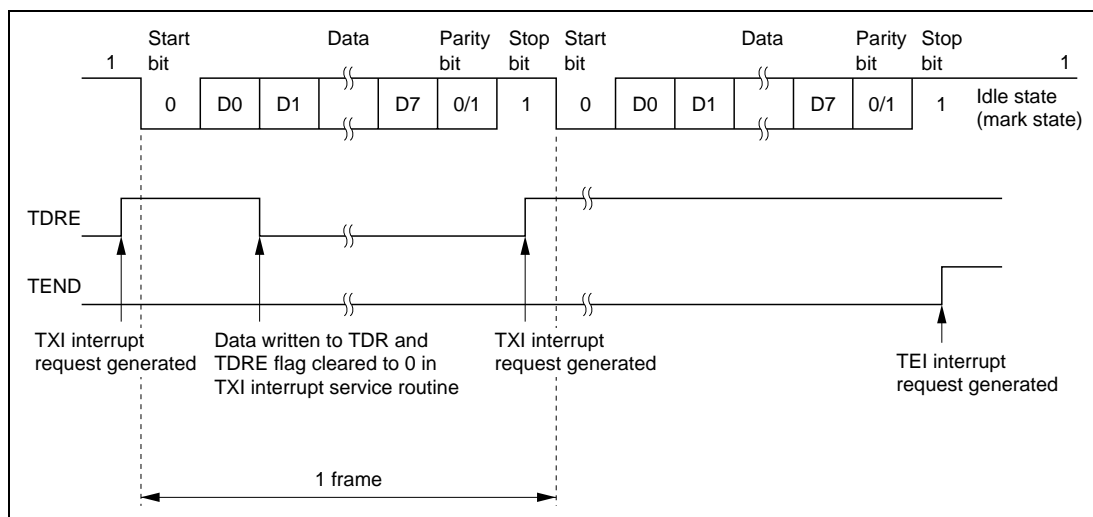 Start bit Data Parity bit Stop bit Start bit Data Parity bit Stop bit
1 1
0 D0 D1 D7 0/1 1 0 D0 D1 D7 0/1 1 Idle state (mark state)
TDRE
TEND
TXI interrupt request generated
Data written to TDR and
TDRE flag cleared to 0 in
TXI interrupt service routine
TXI interrupt request generated
TEI interrupt request generated
1 frame